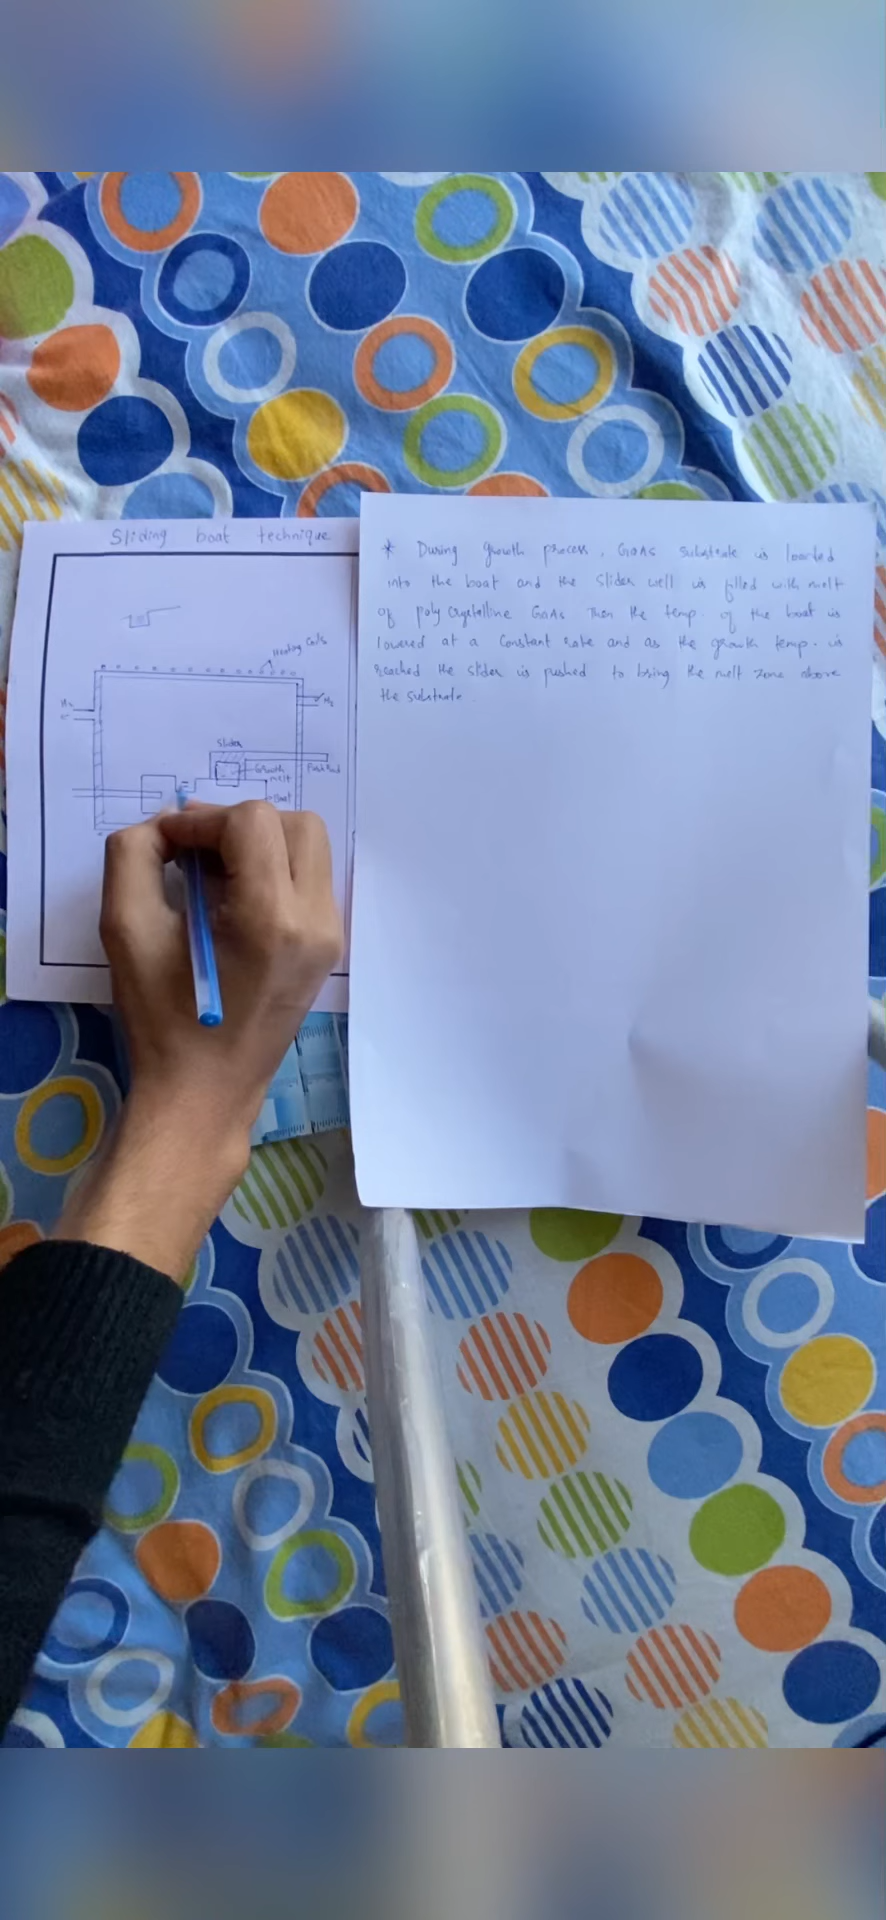 Sliding boat technique
Heating Coils
H₂
H₂
Slider
Growth
melt
Push Rod
Boat
* During growth process, GaAs substrate is loaded
into the boat and the slider well is filled with melt
of poly crystelline GaAs Then the temp. of the boat is
lowered at a constant rate and as the growth temp. is
reached the slider is pushed to bring the melt zone above
the substrate.